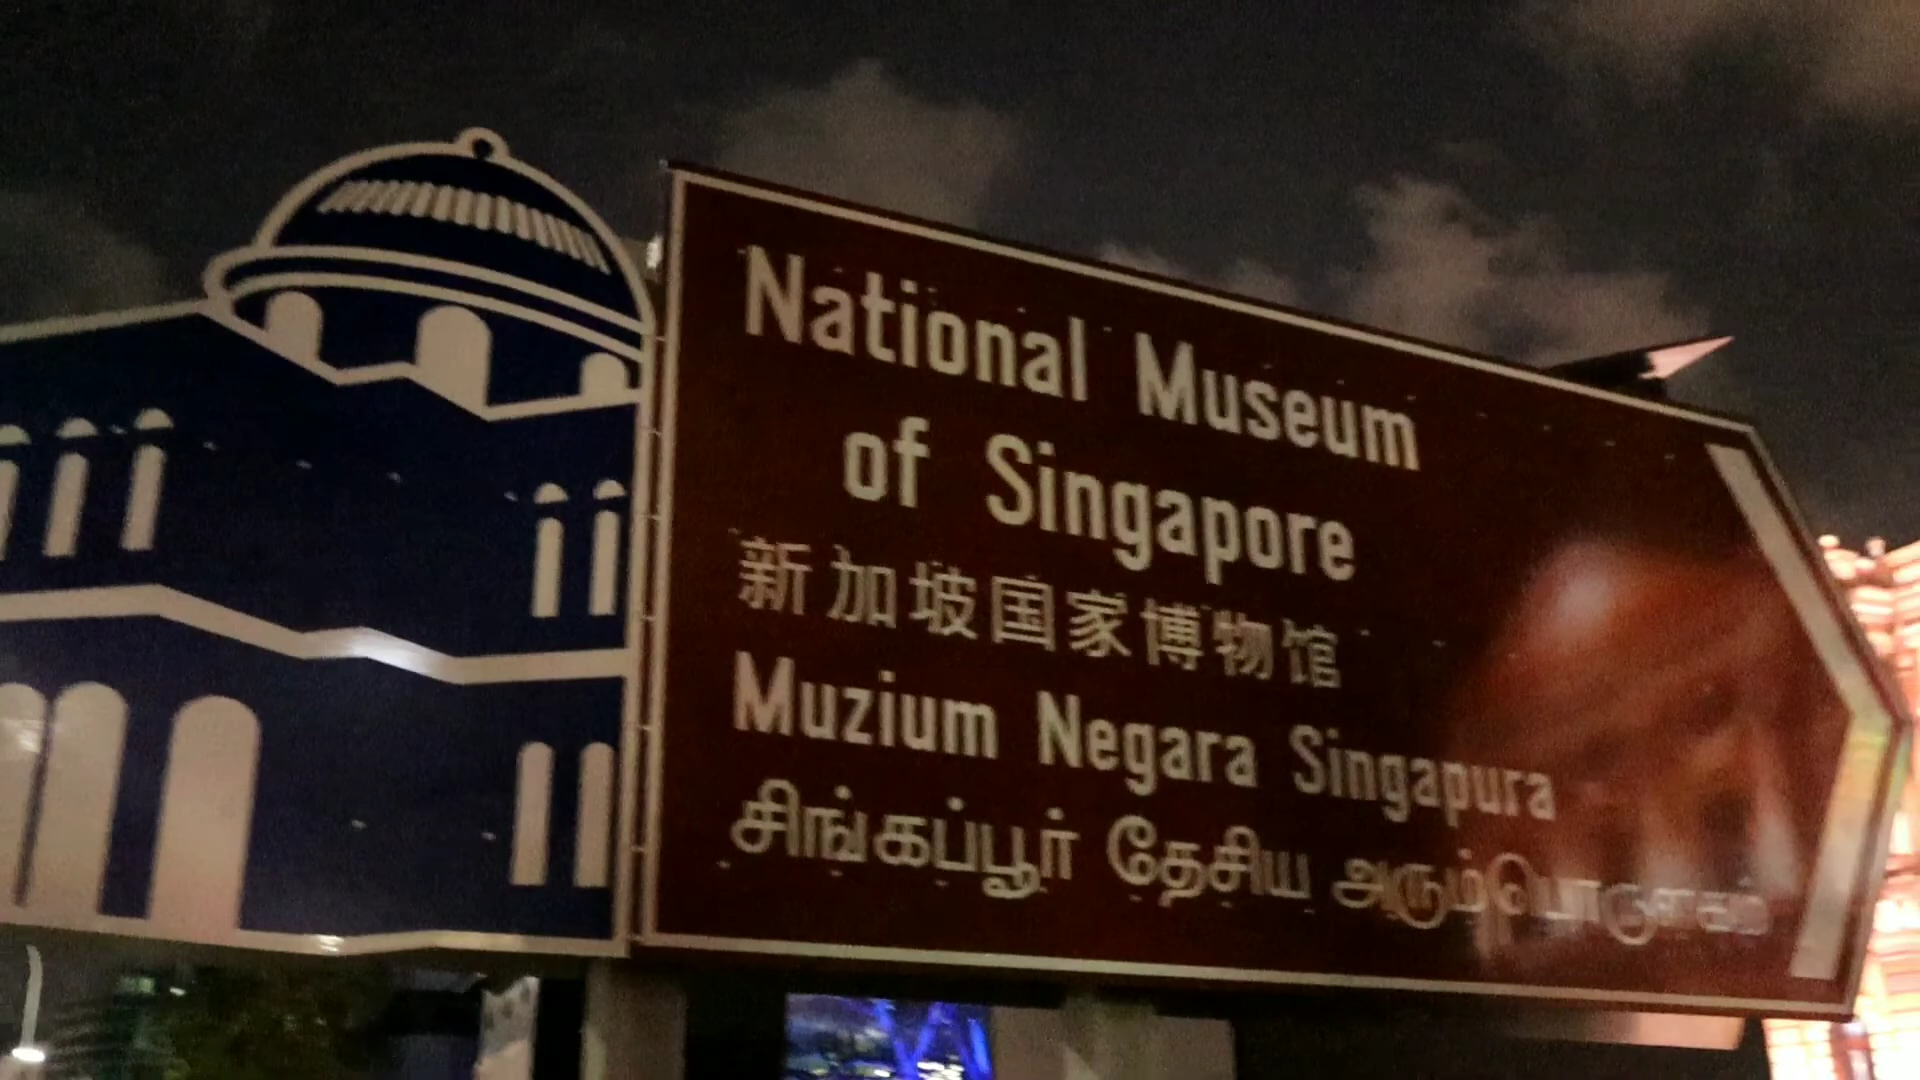 National Museum
of Singapore
新加坡国家博物馆
Muzium Negara Singapura
சிங்கப்பூர் தேசிய அரும்பொருளகம்